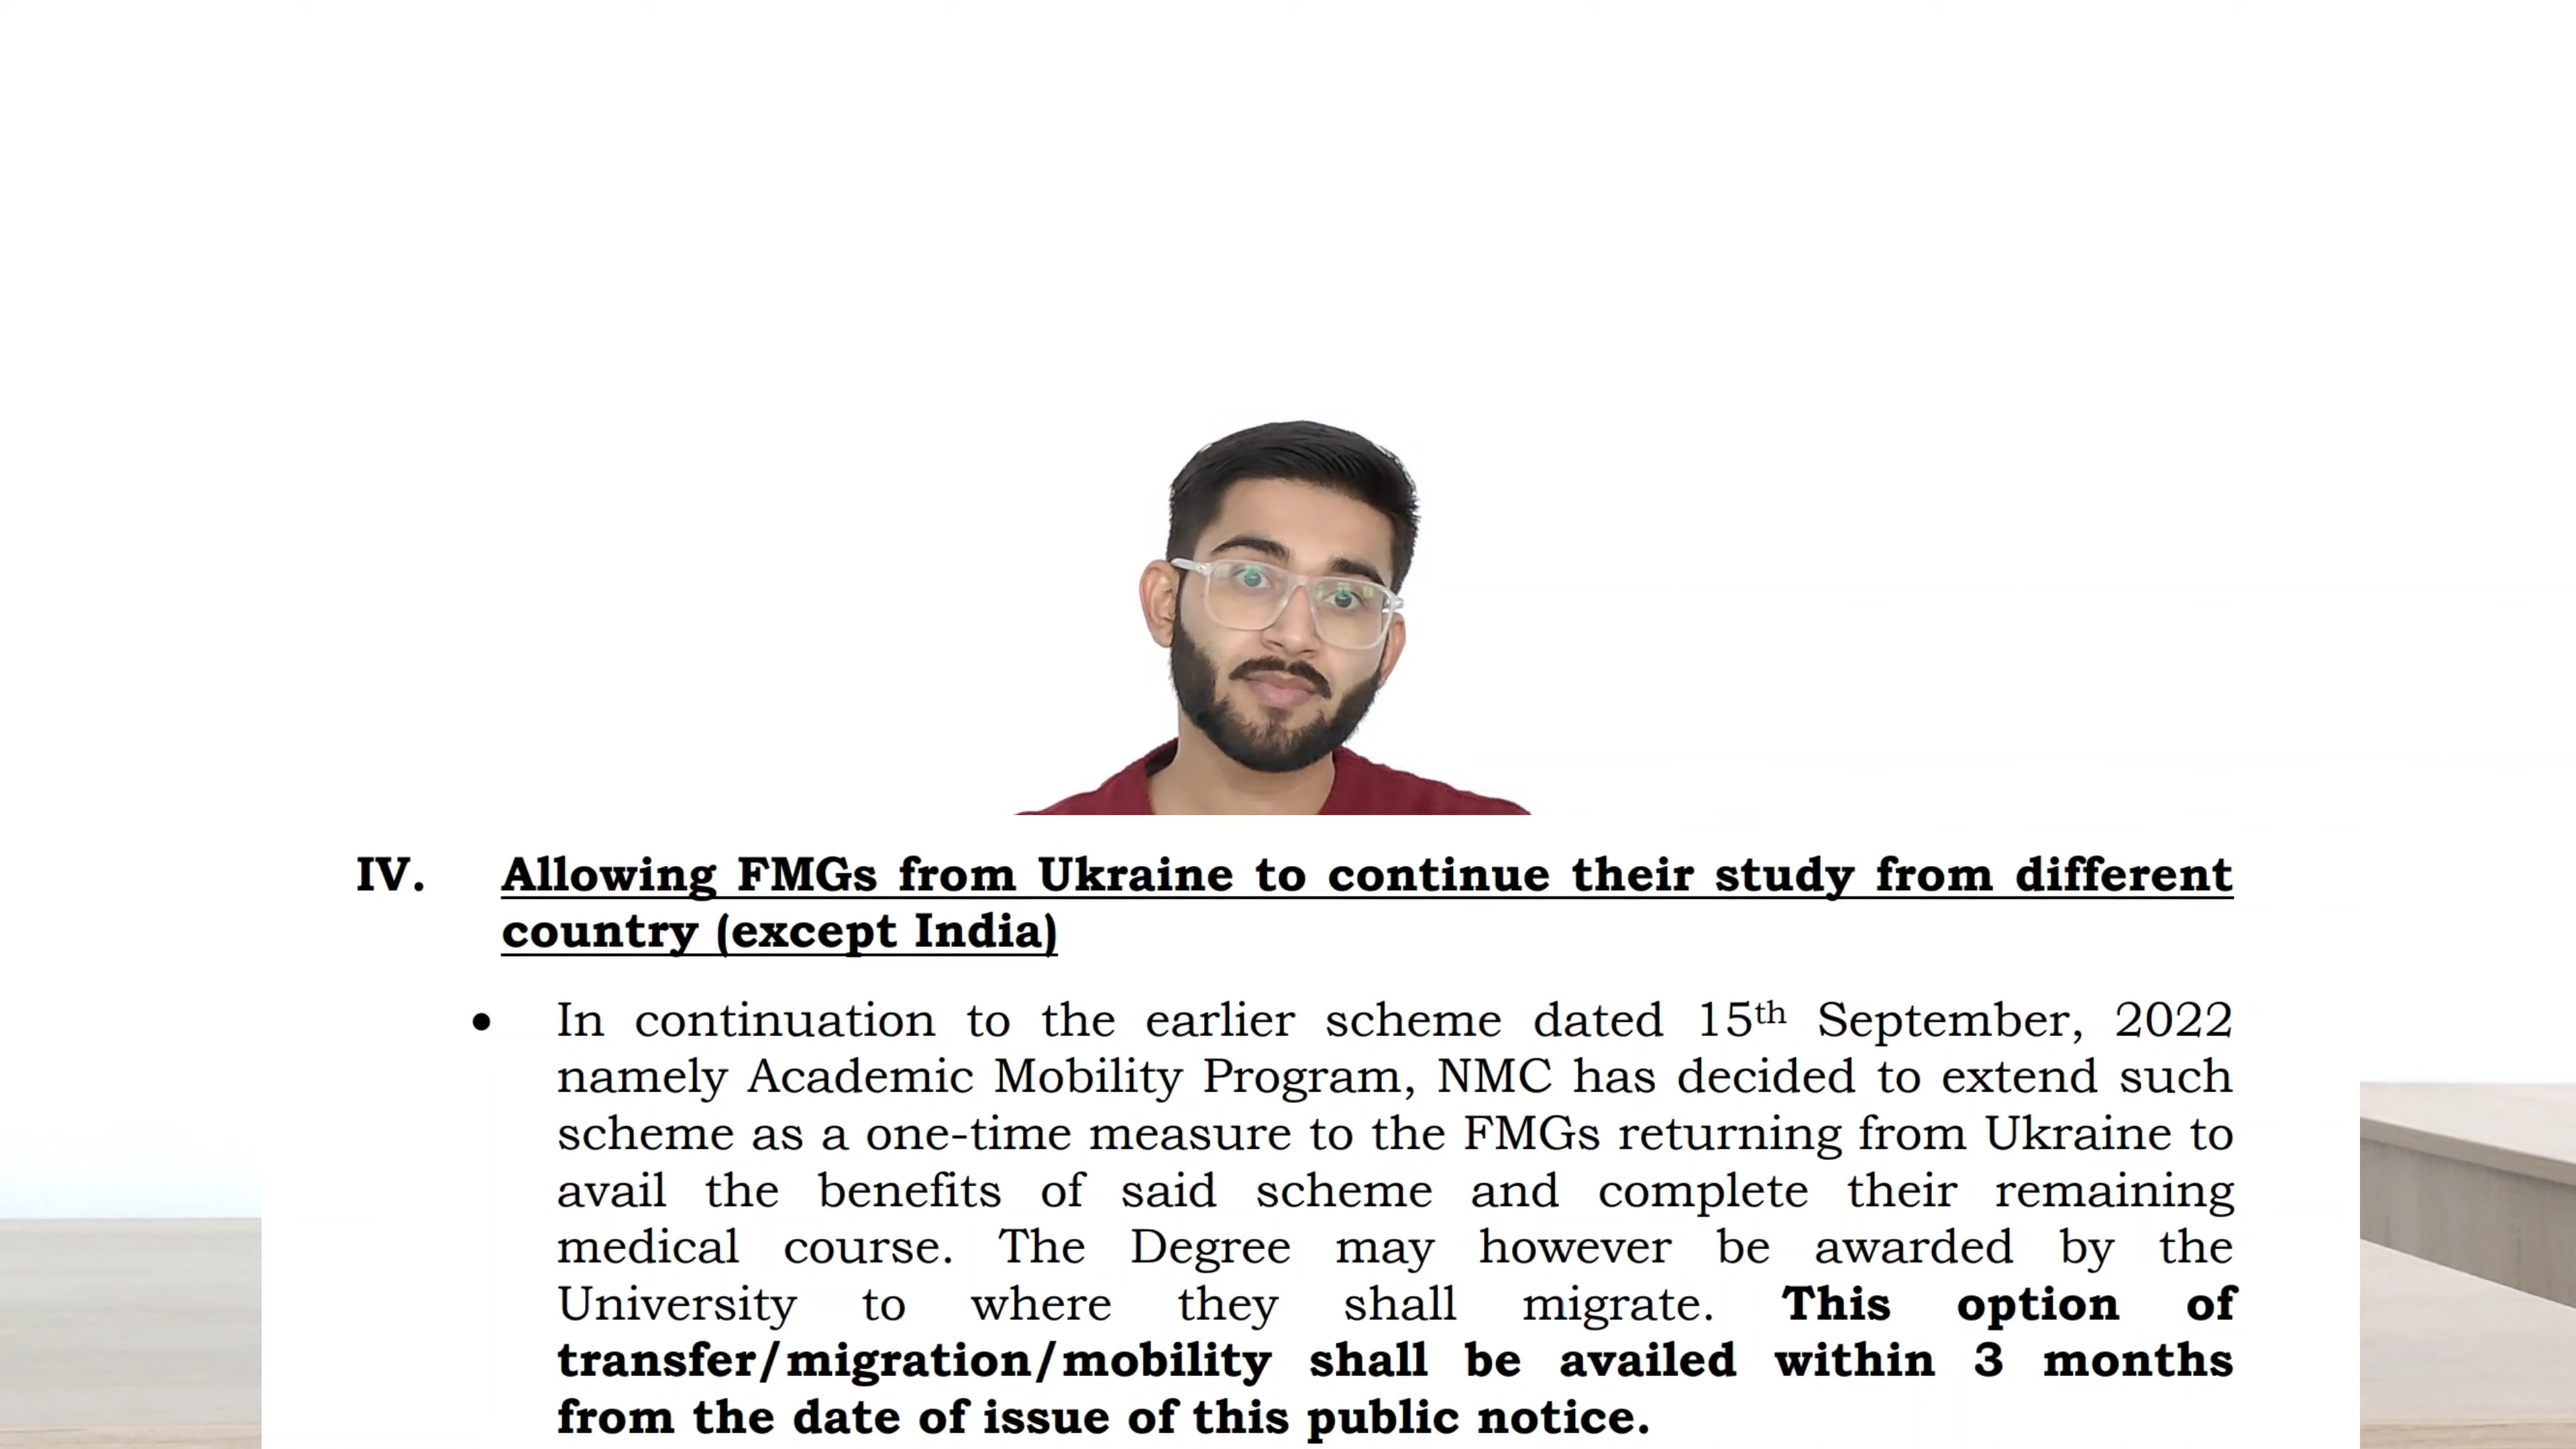 IV. Allowing FMGs from Ukraine to continue their study from different
country (except India)
• In continuation to the earlier scheme dated 15th September, 2022
namely Academic Mobility Program, NMC has decided to extend such
scheme as a one-time measure to the FMGs returning from Ukraine to
avail the benefits of said scheme and complete their remaining
medical course. The Degree may however be awarded by the
University to where they shall migrate. This option of
transfer/migration/mobility shall be availed within 3 months
from the date of issue of this public notice.